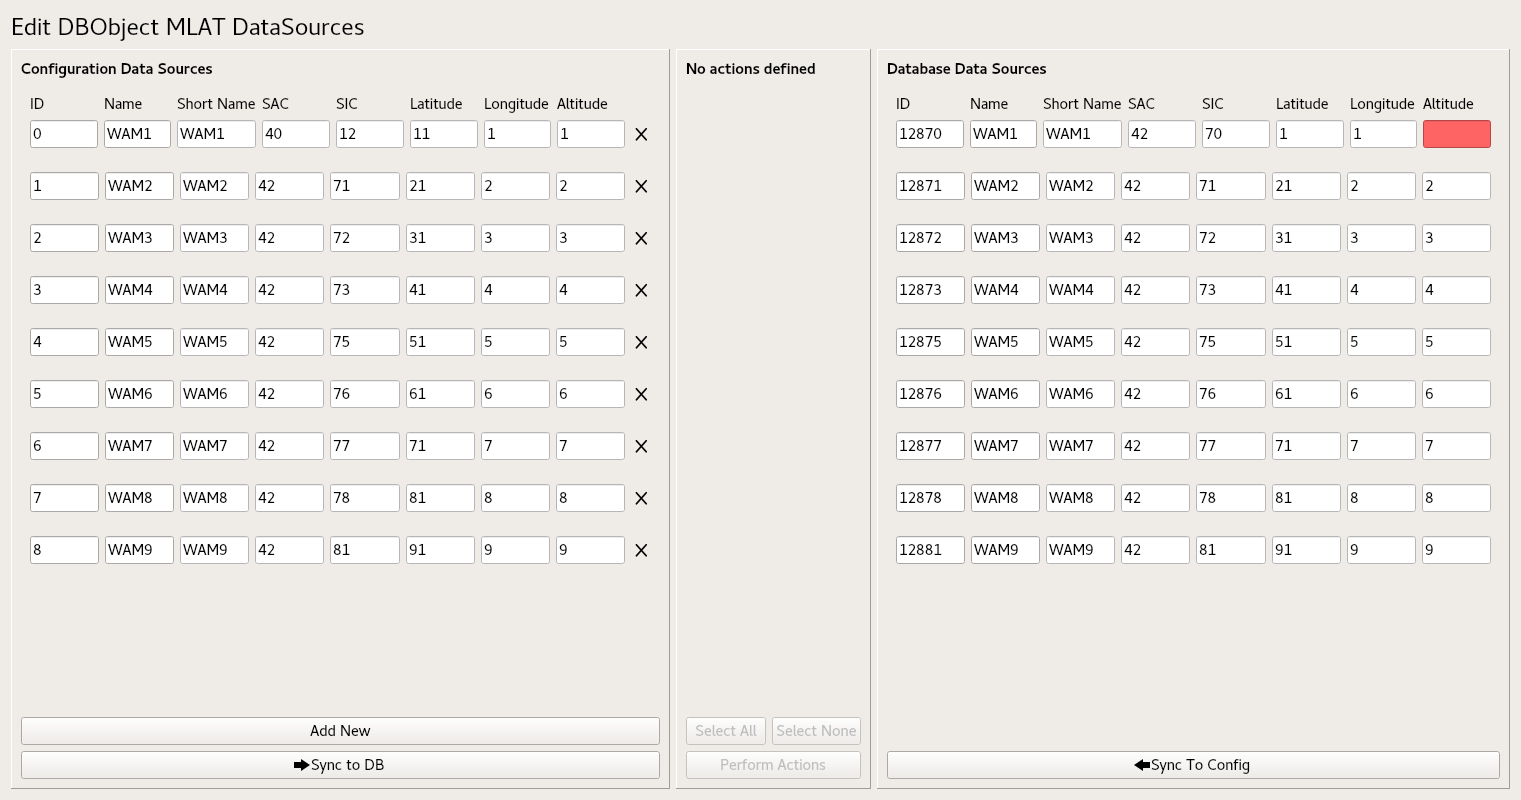 Edit DBObject MLAT DataSources
Configuration Data Sources
ID Name Short Name SAC SIC Latitude Longitude Altitude
0 WAM1 WAM1 40 12 11 1 1
1 WAM2 WAM2 42 71 21 2 2
2 WAM3 WAM3 42 72 31 3 3
3 WAM4 WAM4 42 73 41 4 4
4 WAM5 WAM5 42 75 51 5 5
5 WAM6 WAM6 42 76 61 6 6
6 WAM7 WAM7 42 77 71 7 7
7 WAM8 WAM8 42 78 81 8 8
8 WAM9 WAM9 42 81 91 9 9
Add New
Sync to DB
No actions defined
Select All Select None
Perform Actions
Database Data Sources
ID Name Short Name SAC SIC Latitude Longitude Altitude
12870 WAM1 WAM1 42 70 1 1
12871 WAM2 WAM2 42 71 21 2 2
12872 WAM3 WAM3 42 72 31 3 3
12873 WAM4 WAM4 42 73 41 4 4
12875 WAM5 WAM5 42 75 51 5 5
12876 WAM6 WAM6 42 76 61 6 6
12877 WAM7 WAM7 42 77 71 7 7
12878 WAM8 WAM8 42 78 81 8 8
12881 WAM9 WAM9 42 81 91 9 9
Sync To Config